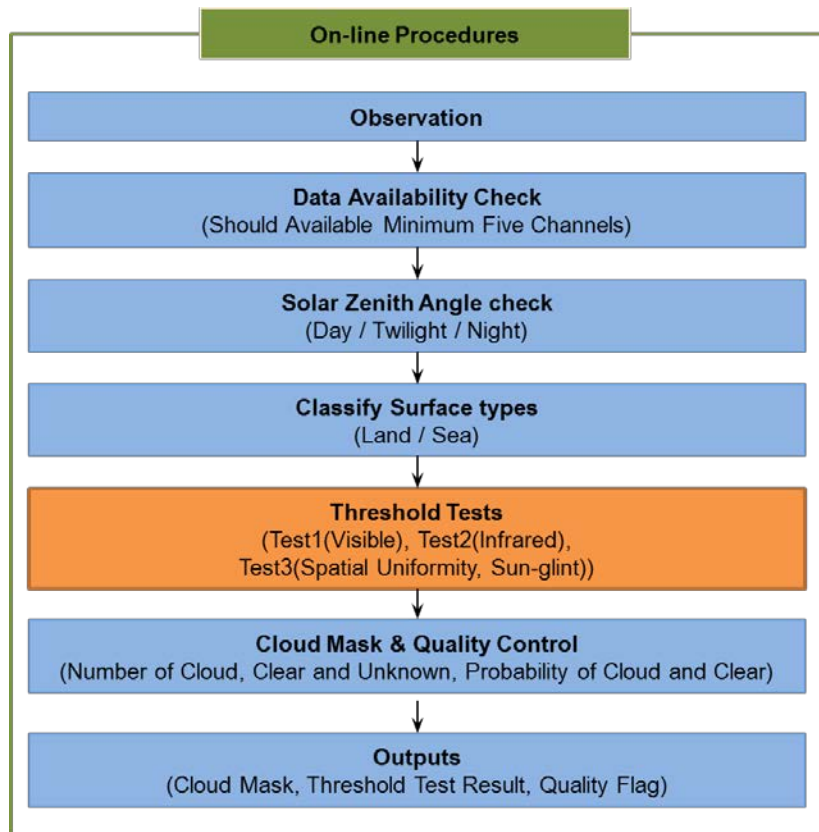 On-line Procedures
Observation
Data Availability Check
(Should Available Minimum Five Channels)
Solar Zenith Angle check
(Day / Twilight / Night)
Classify Surface types
(Land / Sea)
Threshold Tests
(Test1(Visible), Test2(Infrared),
Test3(Spatial Uniformity, Sun-glint))
Cloud Mask & Quality Control
(Number of Cloud, Clear and Unknown, Probability of Cloud and Clear)
Outputs
(Cloud Mask, Threshold Test Result, Quality Flag)